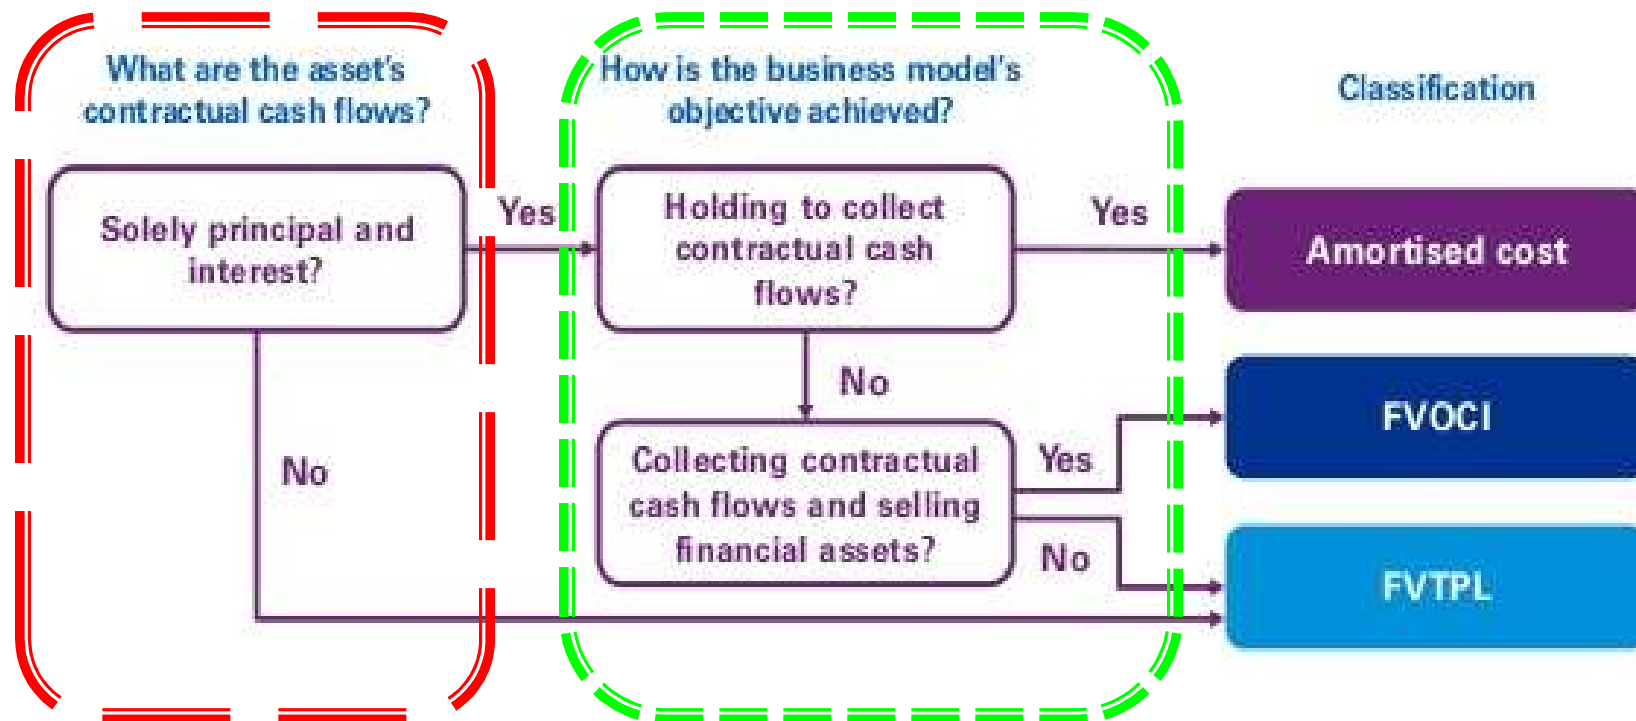 What are the asset's
contractual cash flows?
How is the business model's
objective achieved?
Classification
Solely principal and
interest?
Yes
Holding to collect
contractual cash
flows?
Yes
Amortised cost
No
No
Collecting contractual
cash flows and selling
financial assets?
Yes
No
FVOCI
FVTPL